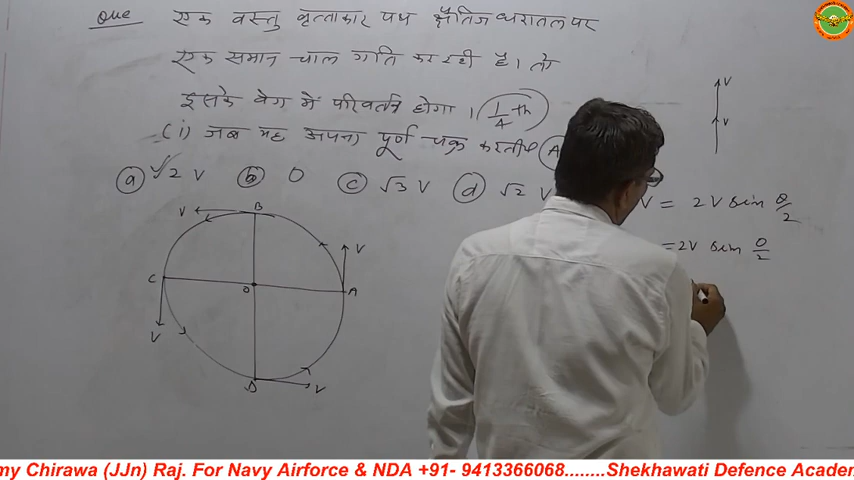 Que एक वस्तु वृत्ताकार पथ क्षैतिज धरातल पर
एक समान चाल गति कर रही है। तो
इसके वेग में परिवर्तन होगा। 1/4 th
(i) जब यह अपना पूर्ण चक्र करती है A
(a) √2 V (b) 0 (c) √3 V (d) √2 V
V
V
V = 2V sin θ/2
= 2V sin 0/2
V B
V
C O A
V
D V
my Chirawa (JJn) Raj. For Navy Airforce & NDA +91- 9413366068........Shekhawati Defence Acade